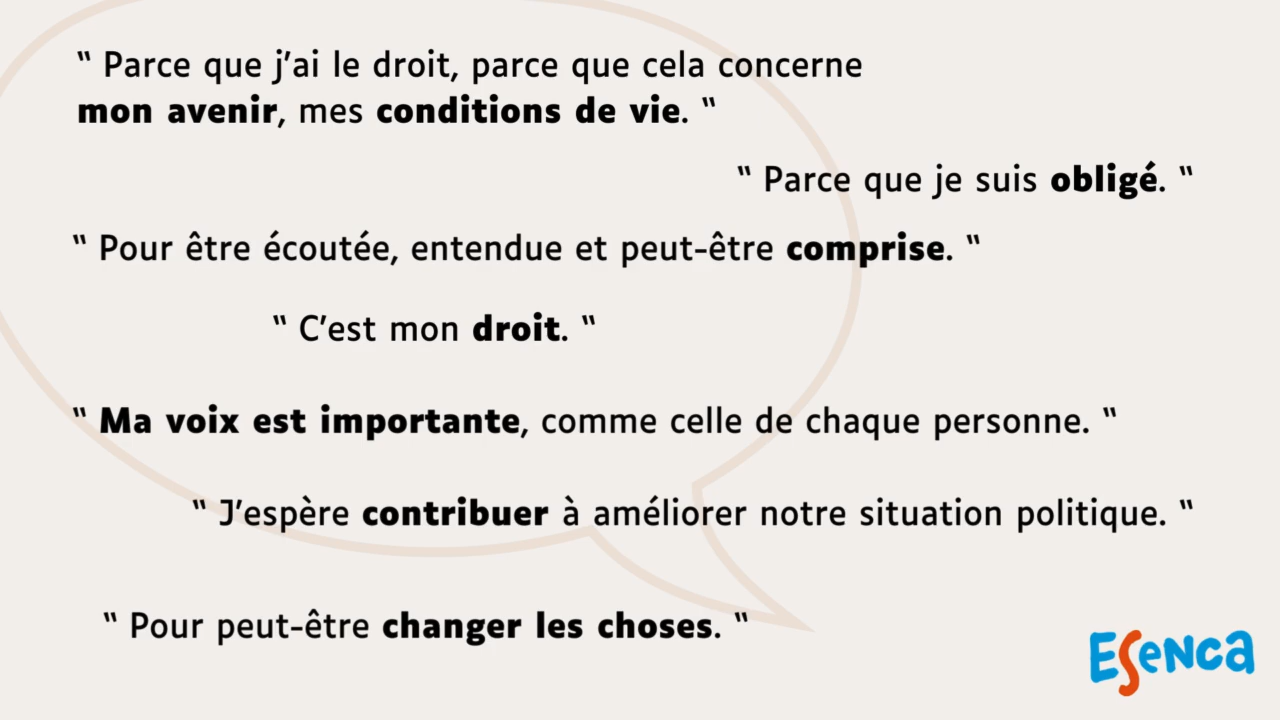 “ Parce que j'ai le droit, parce que cela concerne
mon avenir, mes conditions de vie. “
“ Parce que je suis obligé. “
“ Pour être écoutée, entendue et peut-être comprise. “
“ C'est mon droit. “
“ Ma voix est importante, comme celle de chaque personne. “
“ J'espère contribuer à améliorer notre situation politique. “
“ Pour peut-être changer les choses. “
Esenca